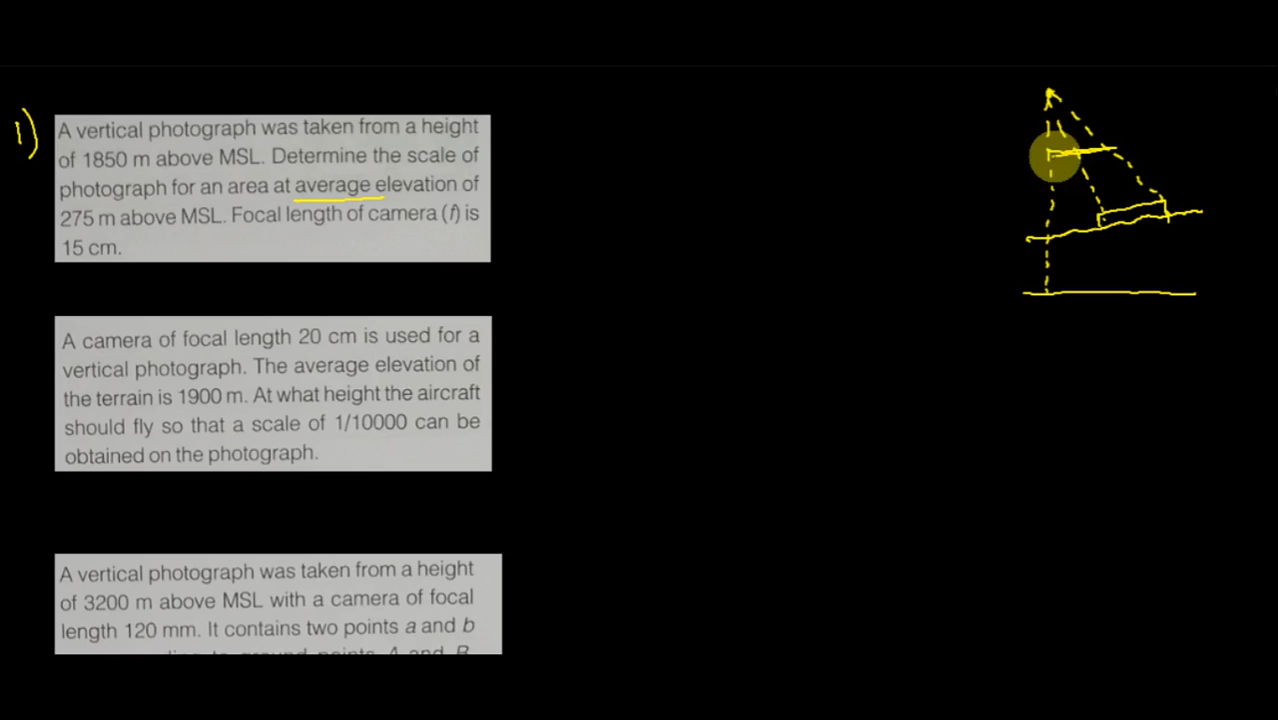 1)
A vertical photograph was taken from a height
of 1850 m above MSL. Determine the scale of
photograph for an area at average elevation of
275 m above MSL. Focal length of camera (f) is
15 cm.
A camera of focal length 20 cm is used for a
vertical photograph. The average elevation of
the terrain is 1900 m. At what height the aircraft
should fly so that a scale of 1/10000 can be
obtained on the photograph.
A vertical photograph was taken from a height
of 3200 m above MSL with a camera of focal
length 120 mm. It contains two points a and b
to ground points A and B